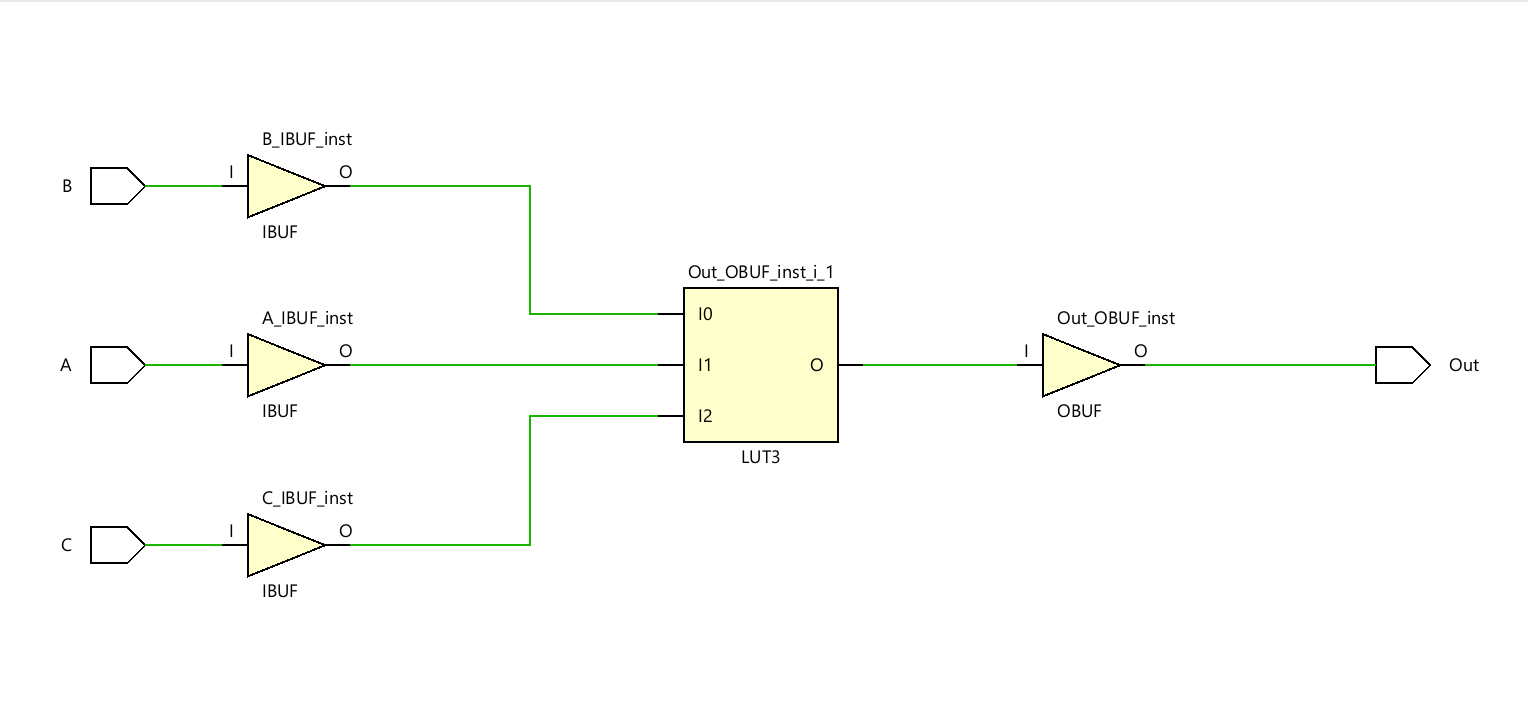 B_IBUF_inst
I
O
B
IBUF
Out_OBUF_inst_i_1
I0
A_IBUF_inst
Out_OBUF_inst
I
O
I
O
A
I1
O
Out
IBUF
OBUF
I2
LUT3
C_IBUF_inst
I
O
C
IBUF